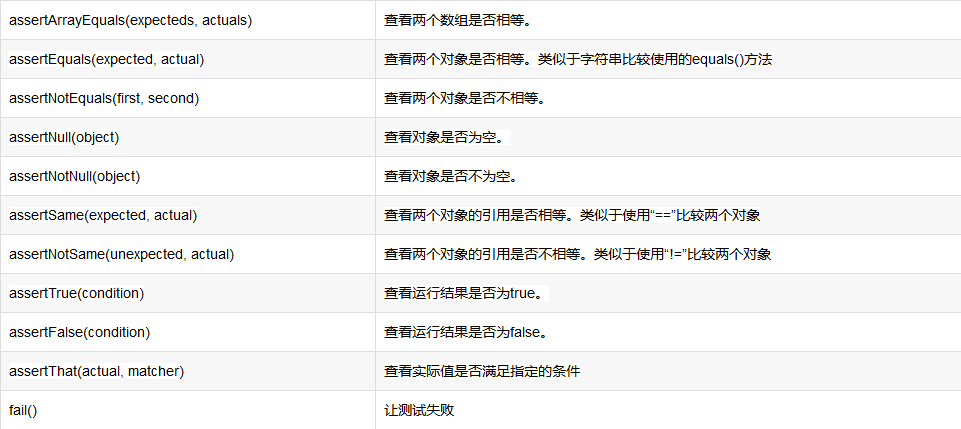 assertArrayEquals(expecteds, actuals) 查看两个数组是否相等。
assertEquals(expected, actual) 查看两个对象是否相等。类似于字符串比较使用的equals()方法
assertNotEquals(first, second) 查看两个对象是否不相等。
assertNull(object) 查看对象是否为空。
assertNotNull(object) 查看对象是否不为空。
assertSame(expected, actual) 查看两个对象的引用是否相等。类似于使用“==”比较两个对象
assertNotSame(unexpected, actual) 查看两个对象的引用是否不相等。类似于使用“!=”比较两个对象
assertTrue(condition) 查看运行结果是否为true。
assertFalse(condition) 查看运行结果是否为false。
assertThat(actual, matcher) 查看实际值是否满足指定的条件
fail() 让测试失败